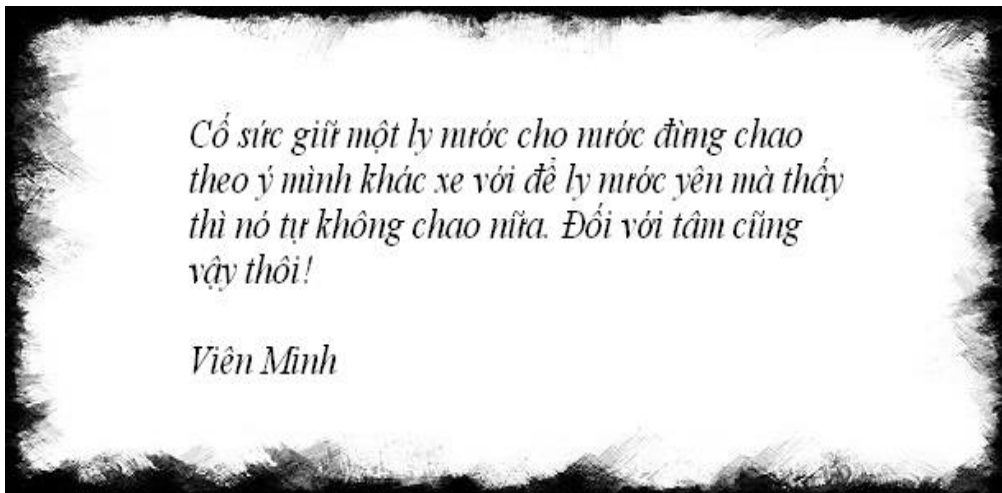 Cố sức giữ một ly nước cho nước đừng chao
theo ý mình khác xe với để ly nước yên mà thấy
thì nó tự không chao nữa. Đối với tâm cũng
vậy thôi!
Viên Minh